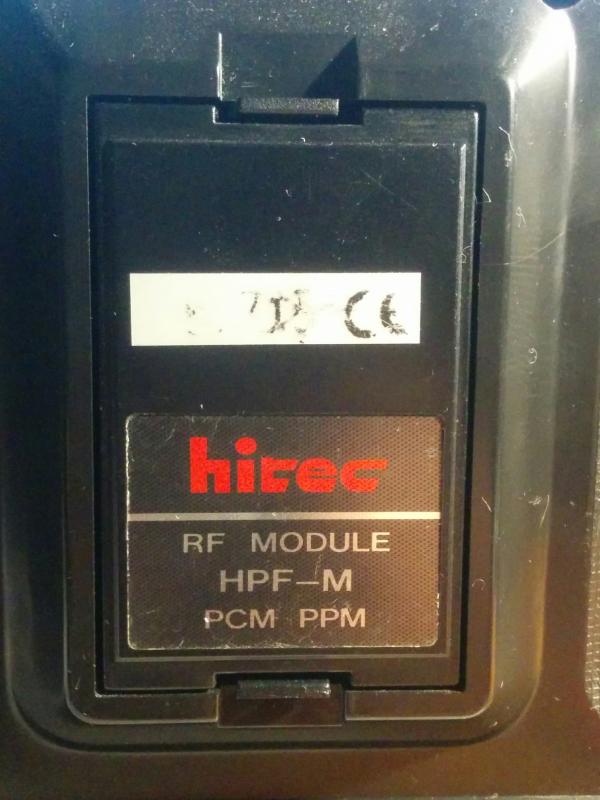 CE
hitec
RF MODULE
HPF-M
PCM PPM